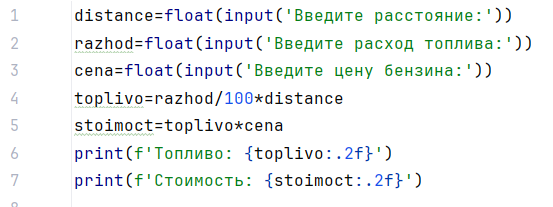 1 distance=float(input('Введите расстояние:'))
2 razhod=float(input('Введите расход топлива:'))
3 cena=float(input('Введите цену бензина:'))
4 toplivo=razhod/100*distance
5 stoimoct=toplivo*cena
6 print(f'Топливо: {toplivo:.2f}')
7 print(f'Стоимость: {stoimoct:.2f}')